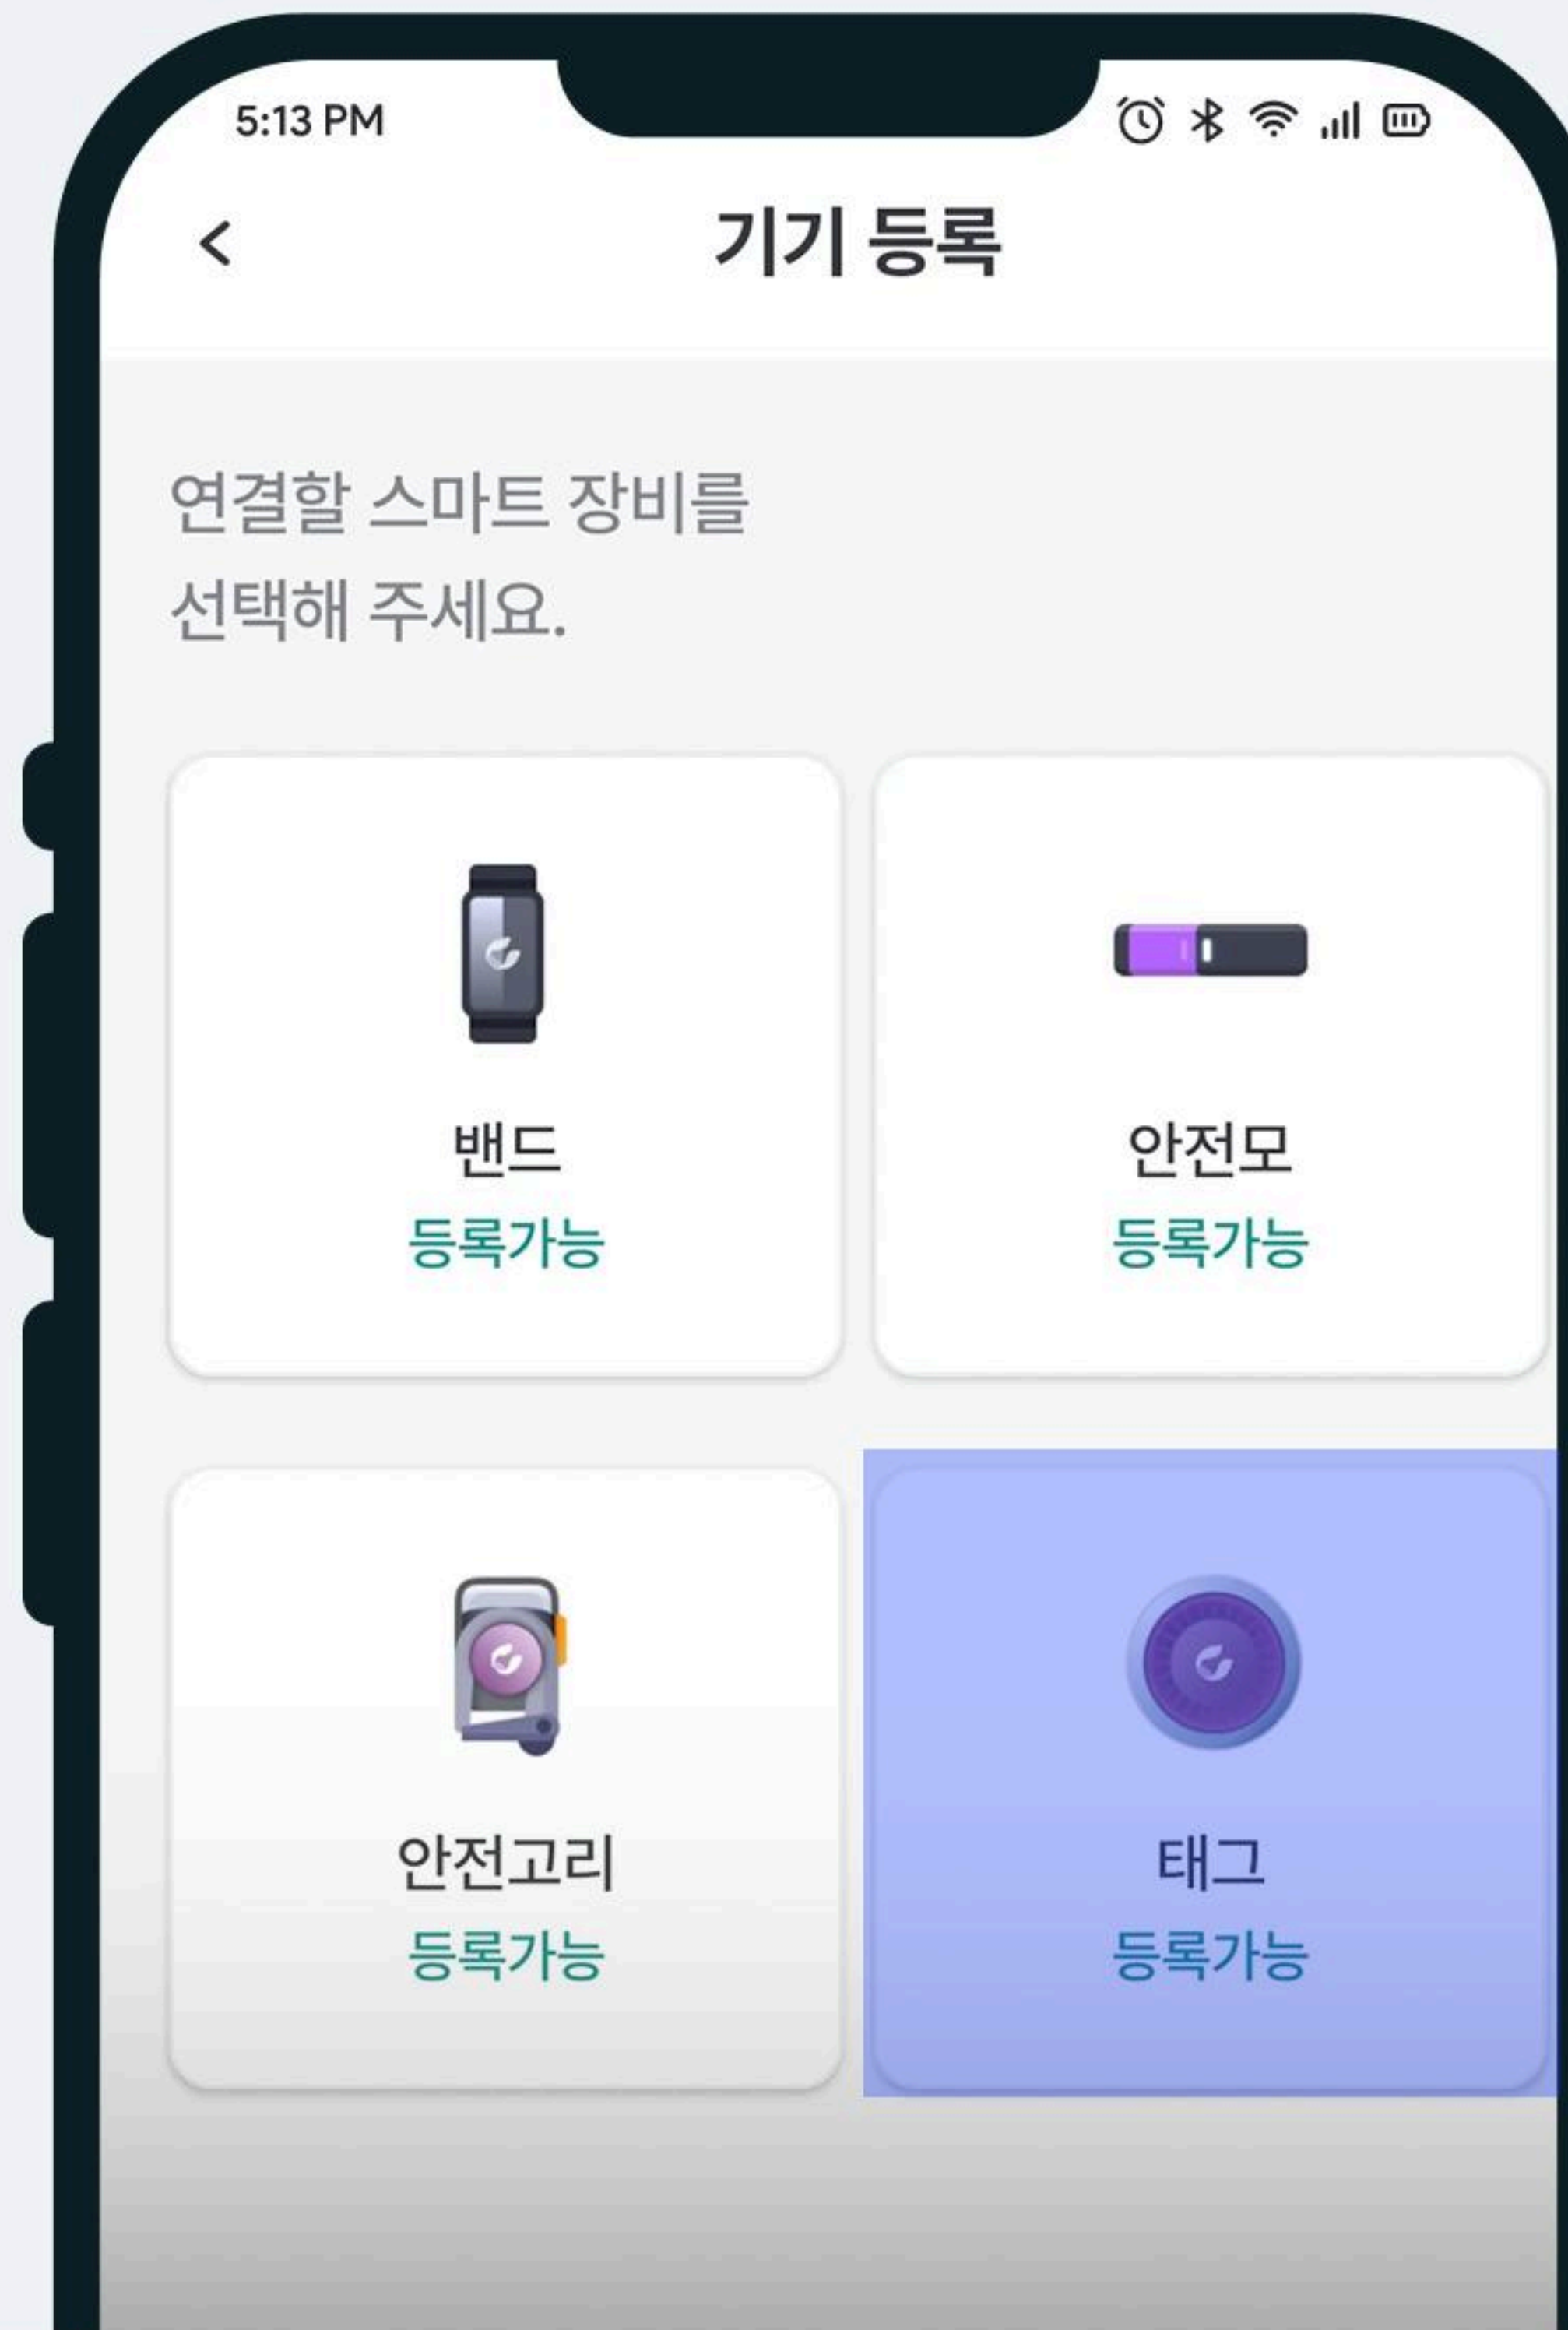 5:13 PM
기기 등록
연결할 스마트 장비를
선택해 주세요.
밴드
등록가능
안전모
등록가능
안전고리
등록가능
태그
등록가능